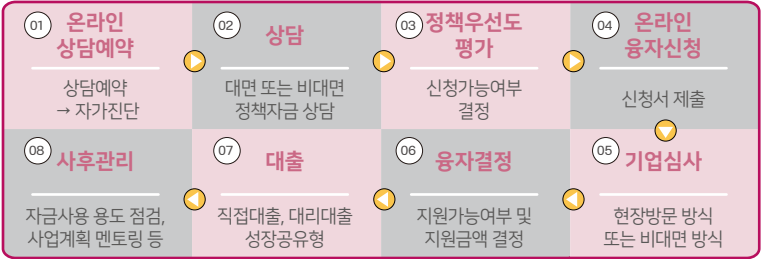 01
온라인
상담예약
상담예약
→ 자가진단
02
상담
대면 또는 비대면
정책자금 상담
03
정책우선도
평가
신청가능여부
결정
04
온라인
융자신청
신청서 제출
05
기업심사
현장방문 방식
또는 비대면 방식
06
융자결정
지원가능여부 및
지원금액 결정
07
대출
직접대출, 대리대출
성장공유형
08
사후관리
자금사용 용도 점검,
사업계획 멘토링 등